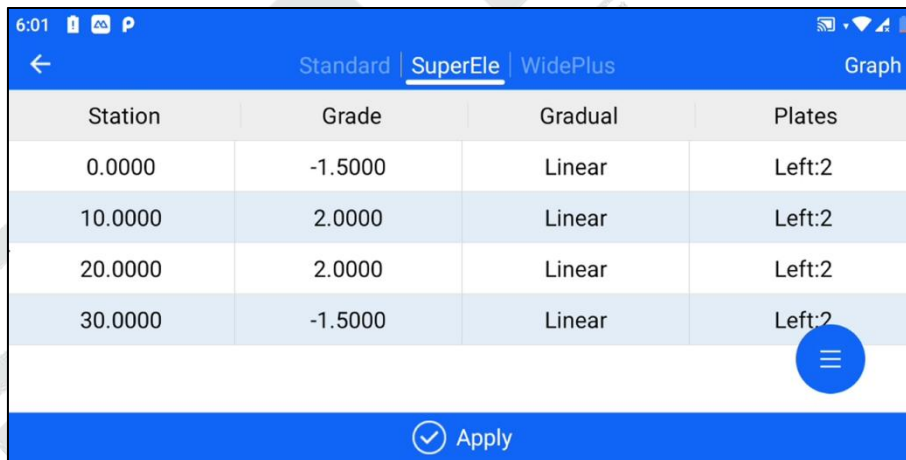 6:01
Standard | SuperEle | WidePlus Graph
Station Grade Gradual Plates
0.0000 -1.5000 Linear Left:2
10.0000 2.0000 Linear Left:2
20.0000 2.0000 Linear Left:2
30.0000 -1.5000 Linear Left:2
Apply